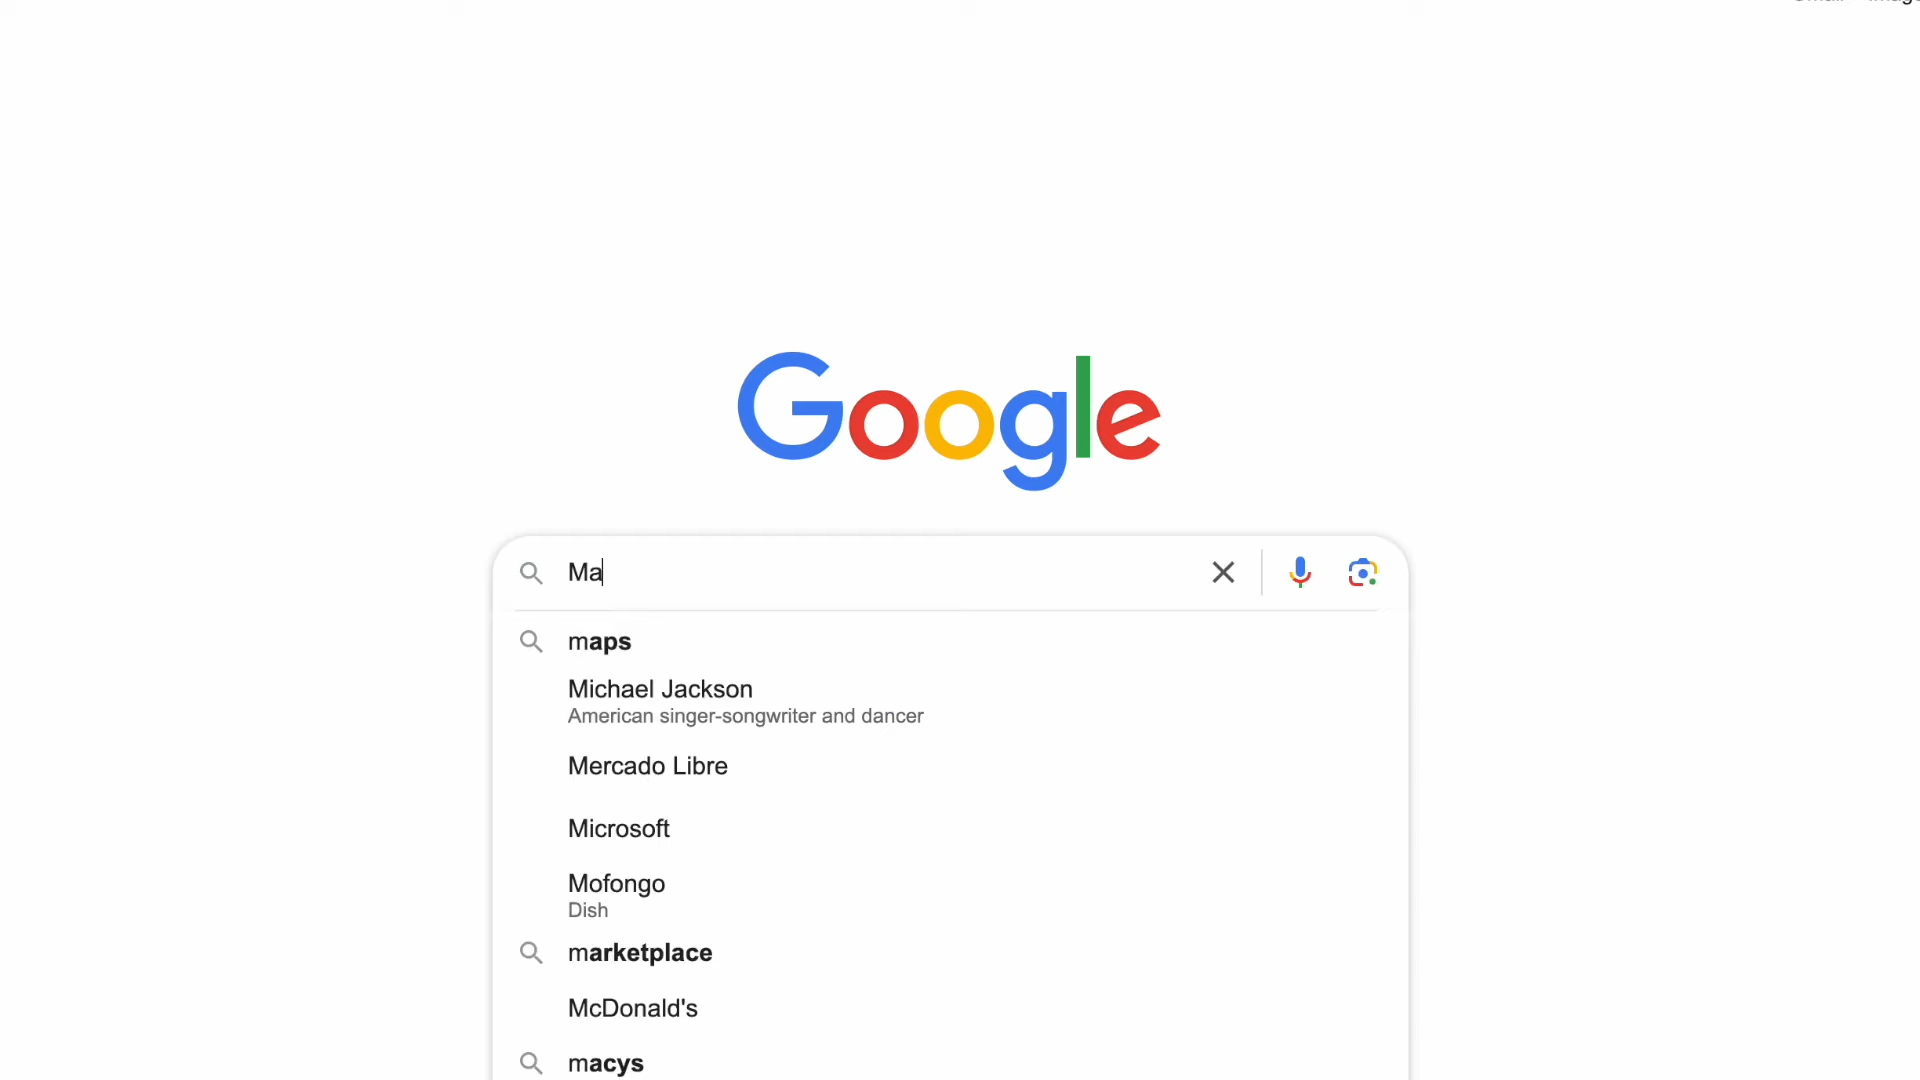 Google
Ma
maps
Michael Jackson
American singer-songwriter and dancer
Mercado Libre
Microsoft
Mofongo
Dish
marketplace
McDonald's
macys